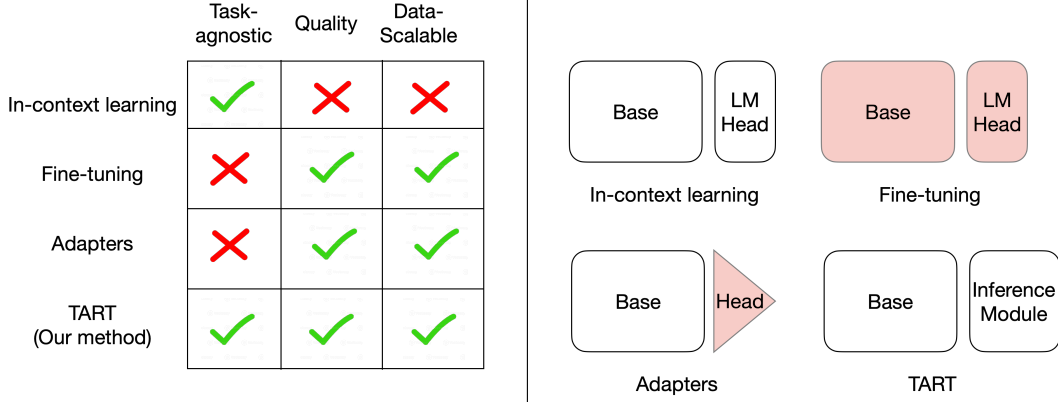 Task-
agnostic
Quality
Data-
Scalable
In-context learning
Fine-tuning
Adapters
TART
(Our method)
Base
LM
Head
In-context learning
Base
LM
Head
Fine-tuning
Base
Head
Adapters
Base
Inference
Module
TART